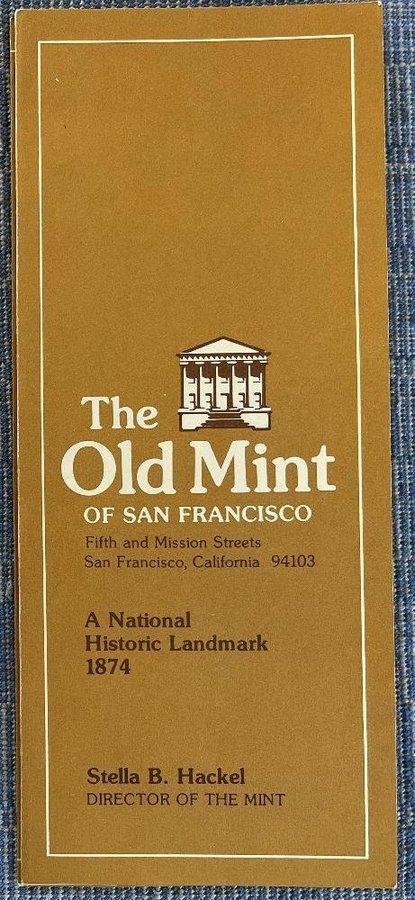 The
Old Mint
OF SAN FRANCISCO
Fifth and Mission Streets
San Francisco, California 94103
A National
Historic Landmark
1874
Stella B. Hackel
DIRECTOR OF THE MINT